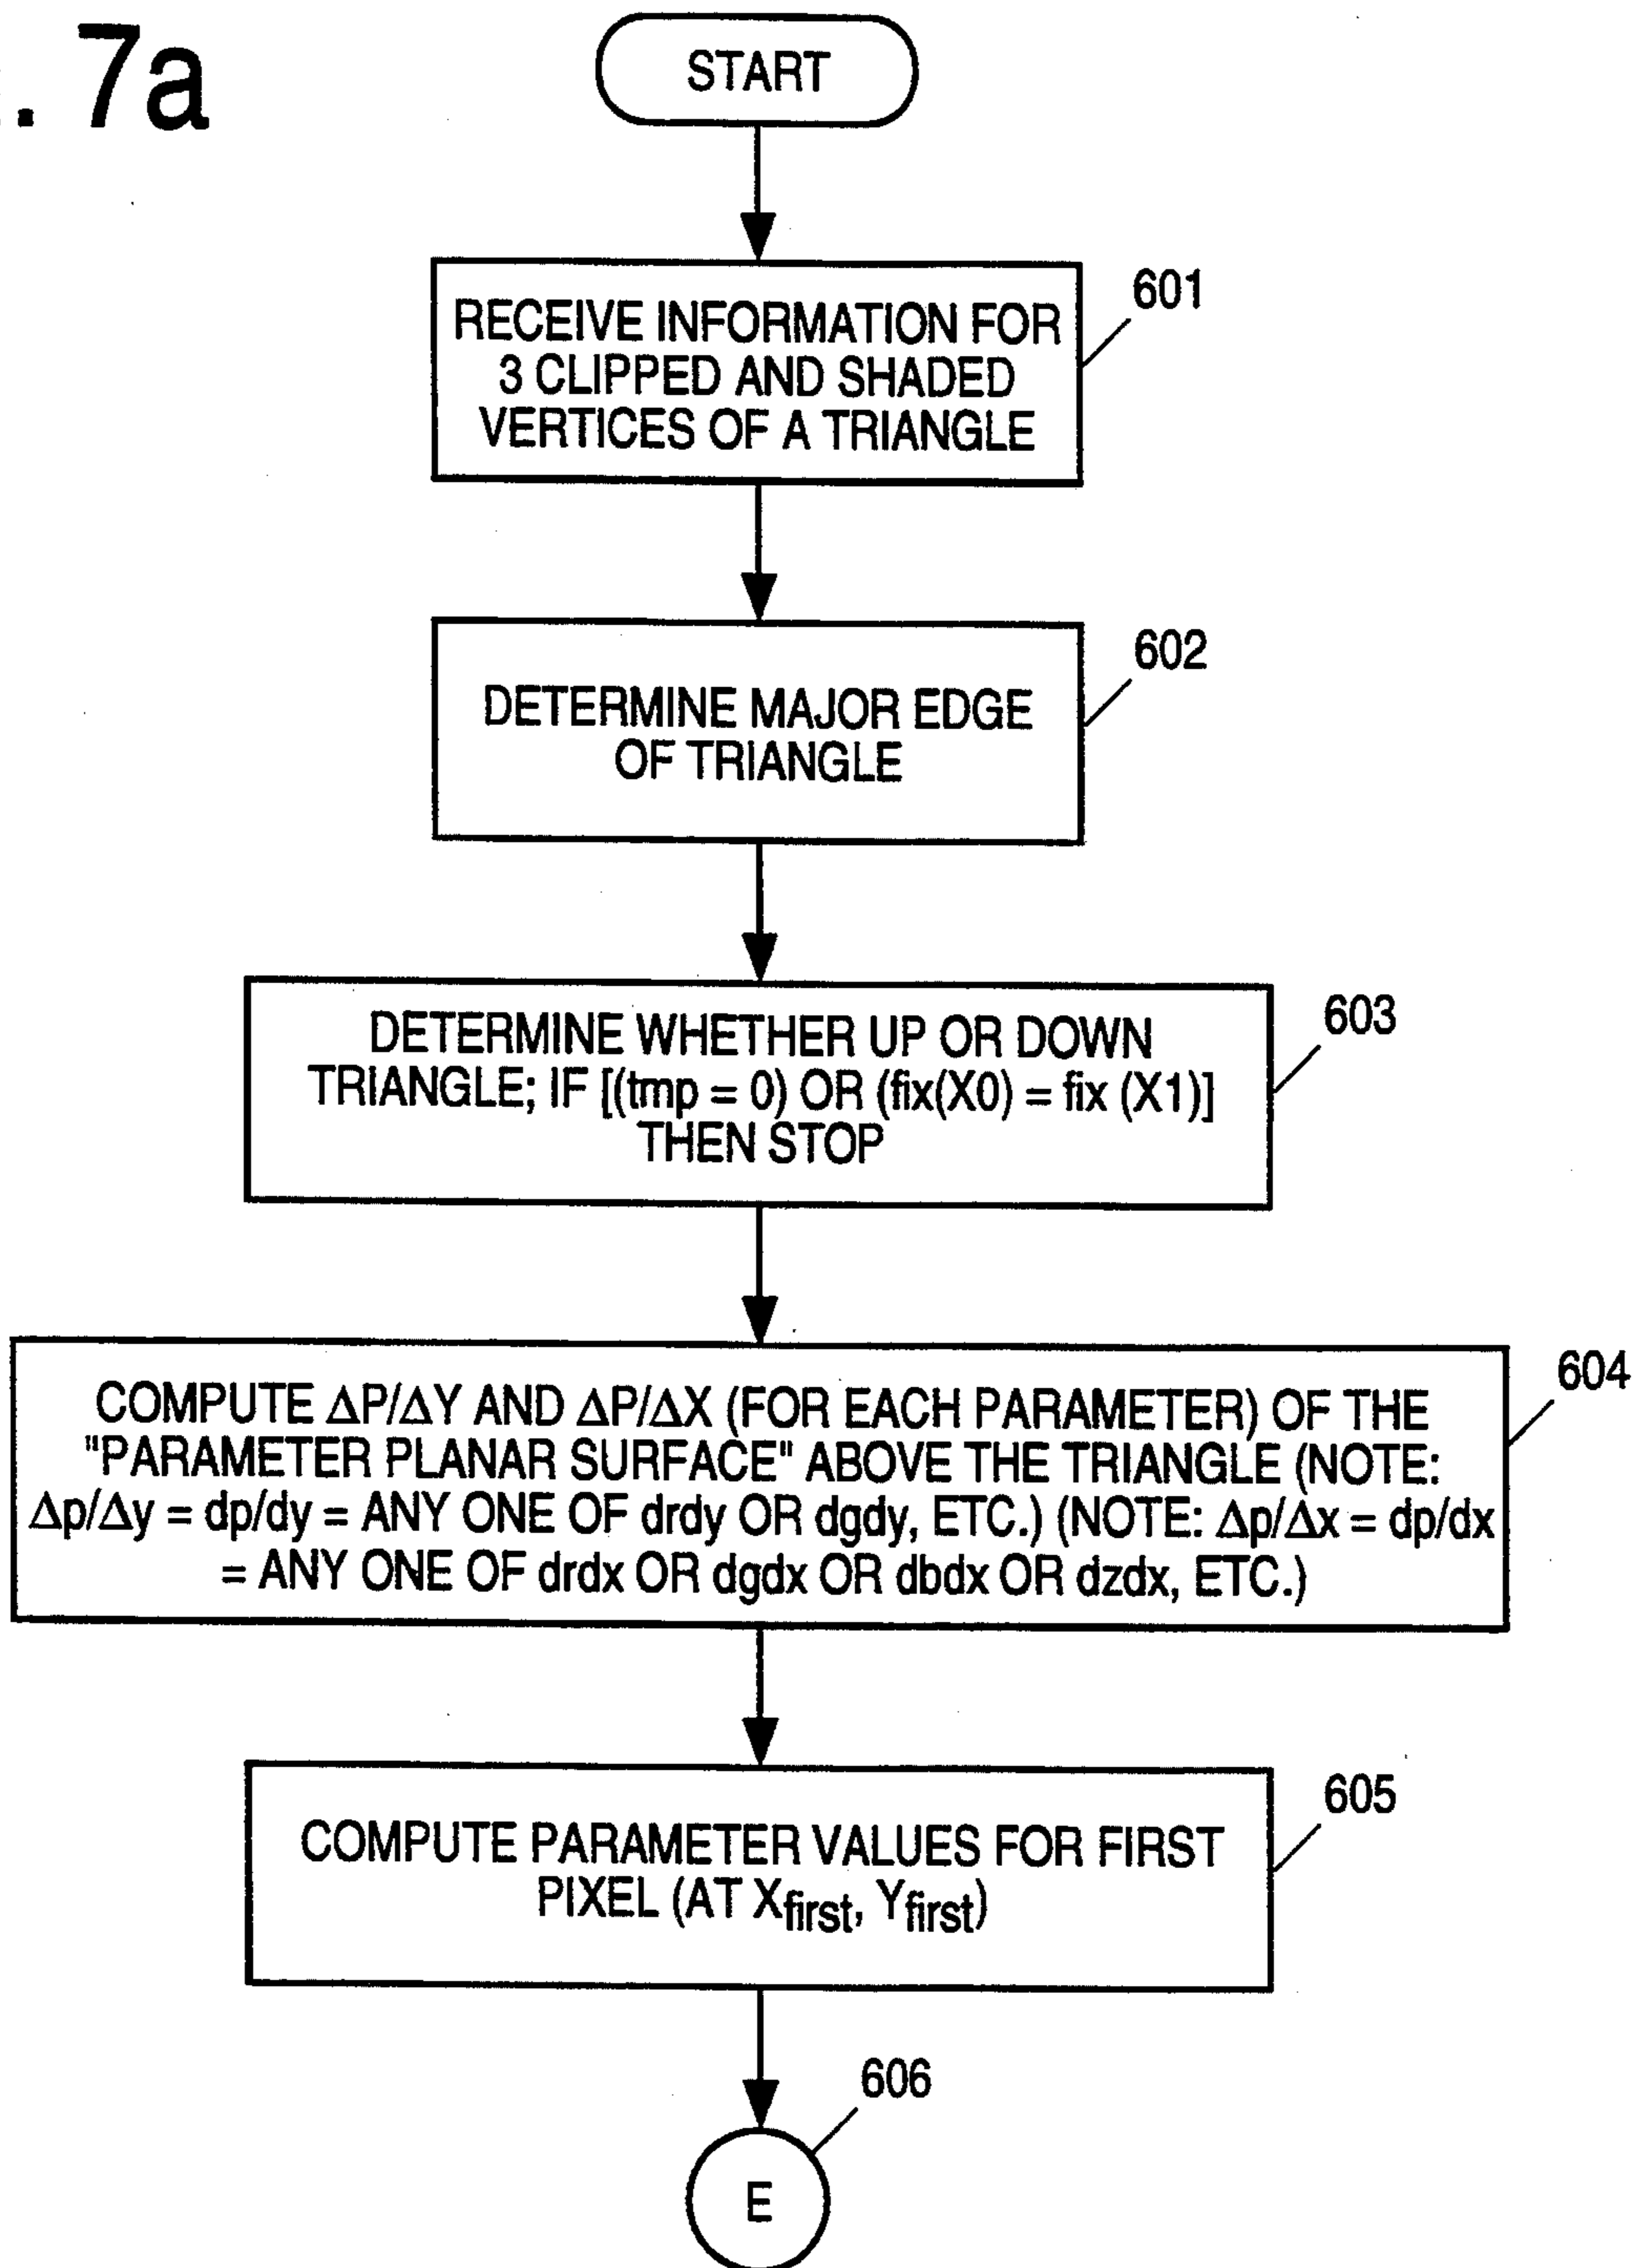 . 7a
START
RECEIVE INFORMATION FOR
3 CLIPPED AND SHADED
VERTICES OF A TRIANGLE
601
DETERMINE MAJOR EDGE
OF TRIANGLE
602
DETERMINE WHETHER UP OR DOWN
TRIANGLE; IF [(tmp = 0) OR (fix(X0) = fix (X1)]
THEN STOP
603
COMPUTE ΔP/ΔY AND ΔP/ΔX (FOR EACH PARAMETER) OF THE
"PARAMETER PLANAR SURFACE" ABOVE THE TRIANGLE (NOTE:
Δp/Δy = dp/dy = ANY ONE OF drdy OR dgdy, ETC.) (NOTE: Δp/Δx = dp/dx
= ANY ONE OF drdx OR dgdx OR dbdx OR dzdx, ETC.)
604
COMPUTE PARAMETER VALUES FOR FIRST
PIXEL (AT Xfirst, Yfirst)
605
606
E